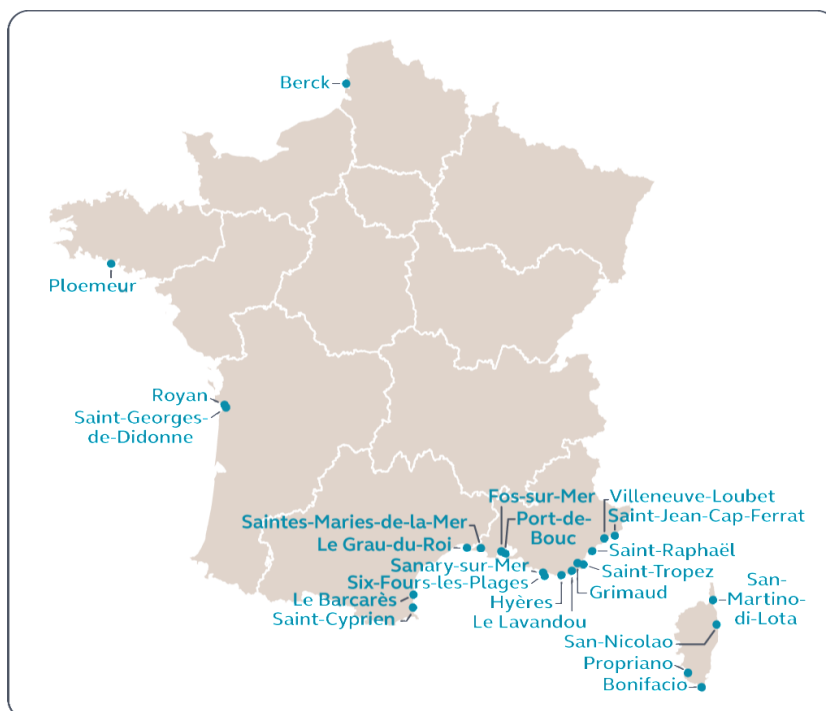 Berck
Ploemeur
Royan
Saint-Georges-
de-Didonne
Fos-sur-Mer
Villeneuve-Loubet
Saint-Jean-Cap-Ferrat
Saintes-Maries-de-la-Mer
Port-de-
Bouc
Le Grau-du-Roi
Saint-Raphaël
Sanary-sur-Mer
Saint-Tropez
Six-Fours-les-Plages
Grimaud
Le Barcarès
Hyères
Saint-Cyprien
Le Lavandou
San-
Martino-
di-Lota
San-Nicolao
Propriano
Bonifacio